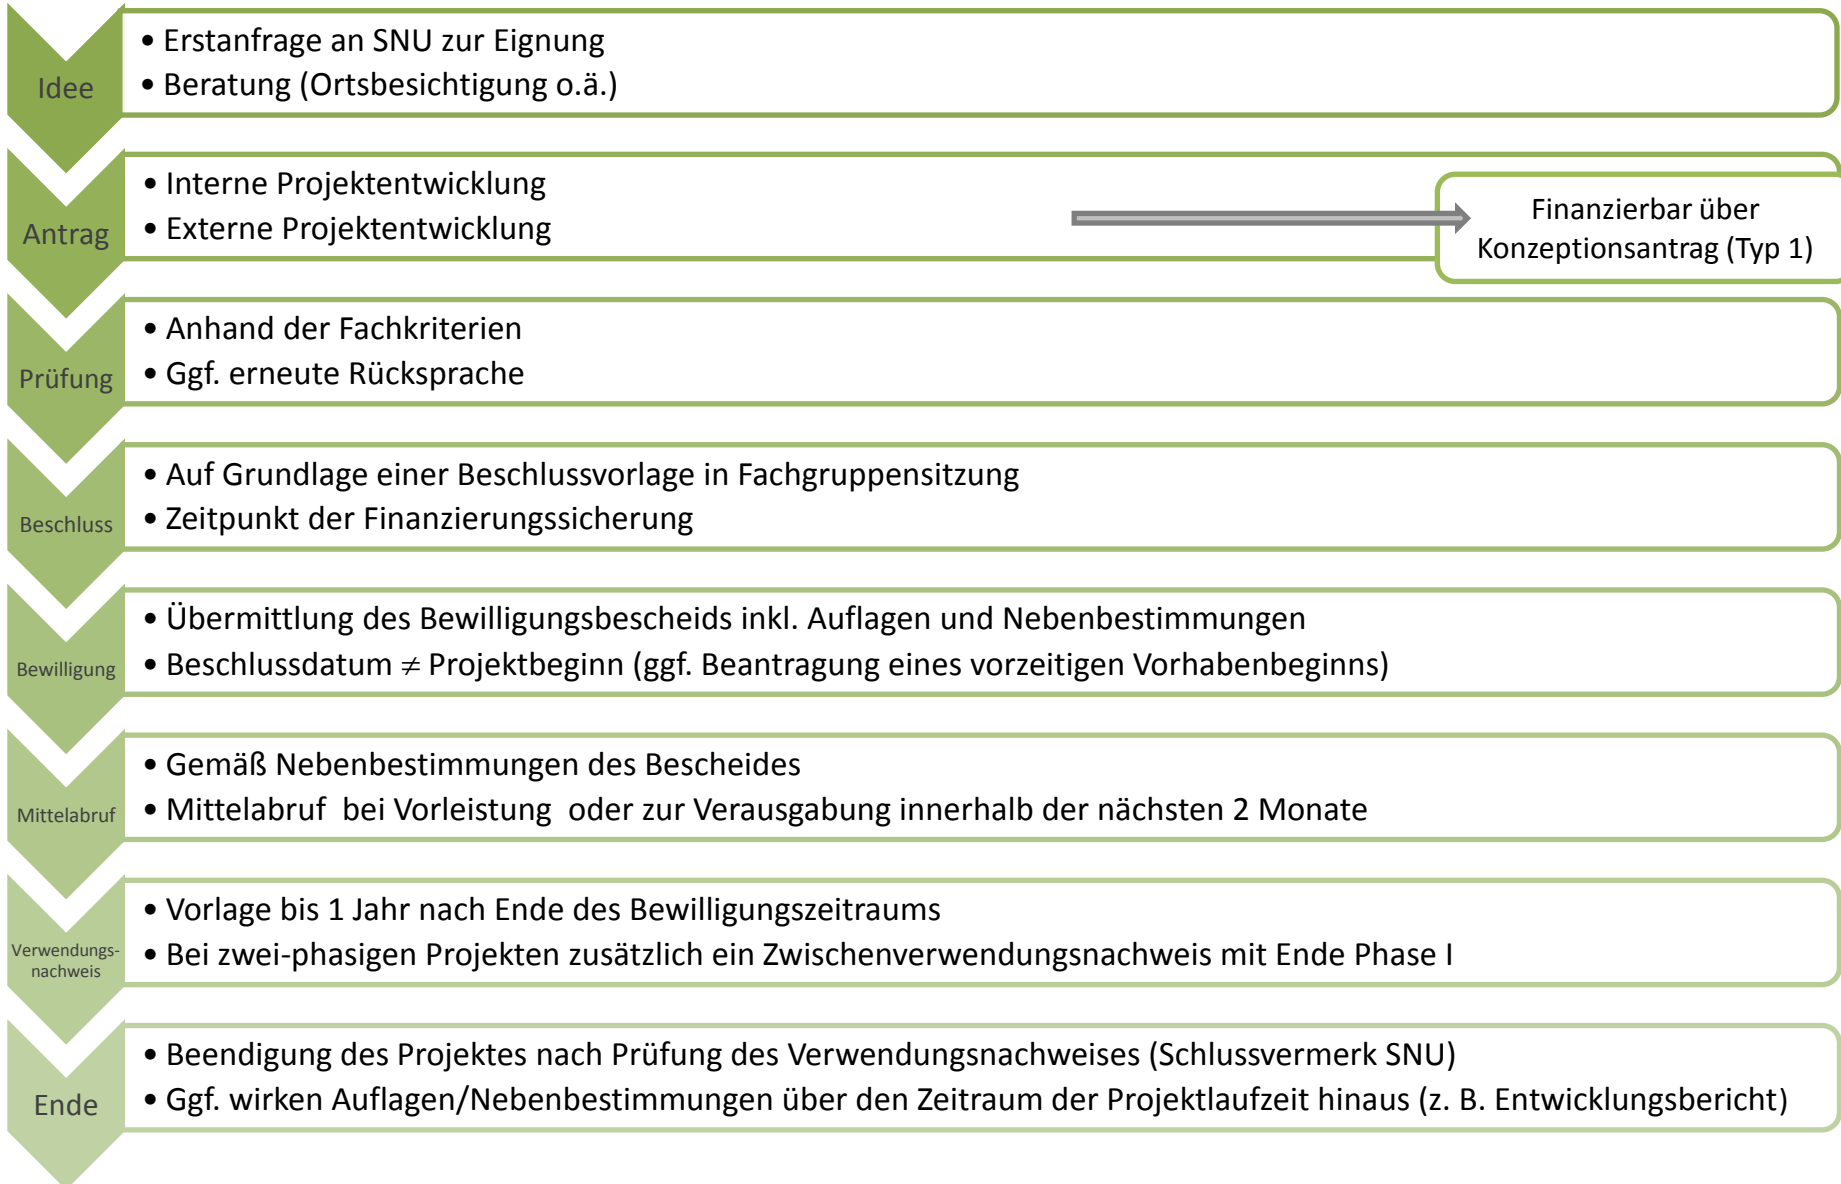 Idee
• Erstanfrage an SNU zur Eignung
• Beratung (Ortsbesichtigung o.ä.)
Antrag
• Interne Projektentwicklung
• Externe Projektentwicklung
Finanzierbar über
Konzeptionsantrag (Typ 1)
Prüfung
• Anhand der Fachkriterien
• Ggf. erneute Rücksprache
Beschluss
• Auf Grundlage einer Beschlussvorlage in Fachgruppensitzung
• Zeitpunkt der Finanzierungssicherung
Bewilligung
• Übermittlung des Bewilligungsbescheids inkl. Auflagen und Nebenbestimmungen
• Beschlussdatum ≠ Projektbeginn (ggf. Beantragung eines vorzeitigen Vorhabenbeginns)
Mittelabruf
• Gemäß Nebenbestimmungen des Bescheides
• Mittelabruf bei Vorleistung oder zur Verausgabung innerhalb der nächsten 2 Monate
Verwendungs-
nachweis
• Vorlage bis 1 Jahr nach Ende des Bewilligungszeitraums
• Bei zwei-phasigen Projekten zusätzlich ein Zwischenverwendungsnachweis mit Ende Phase I
Ende
• Beendigung des Projektes nach Prüfung des Verwendungsnachweises (Schlussvermerk SNU)
• Ggf. wirken Auflagen/Nebenbestimmungen über den Zeitraum der Projektlaufzeit hinaus (z. B. Entwicklungsbericht)